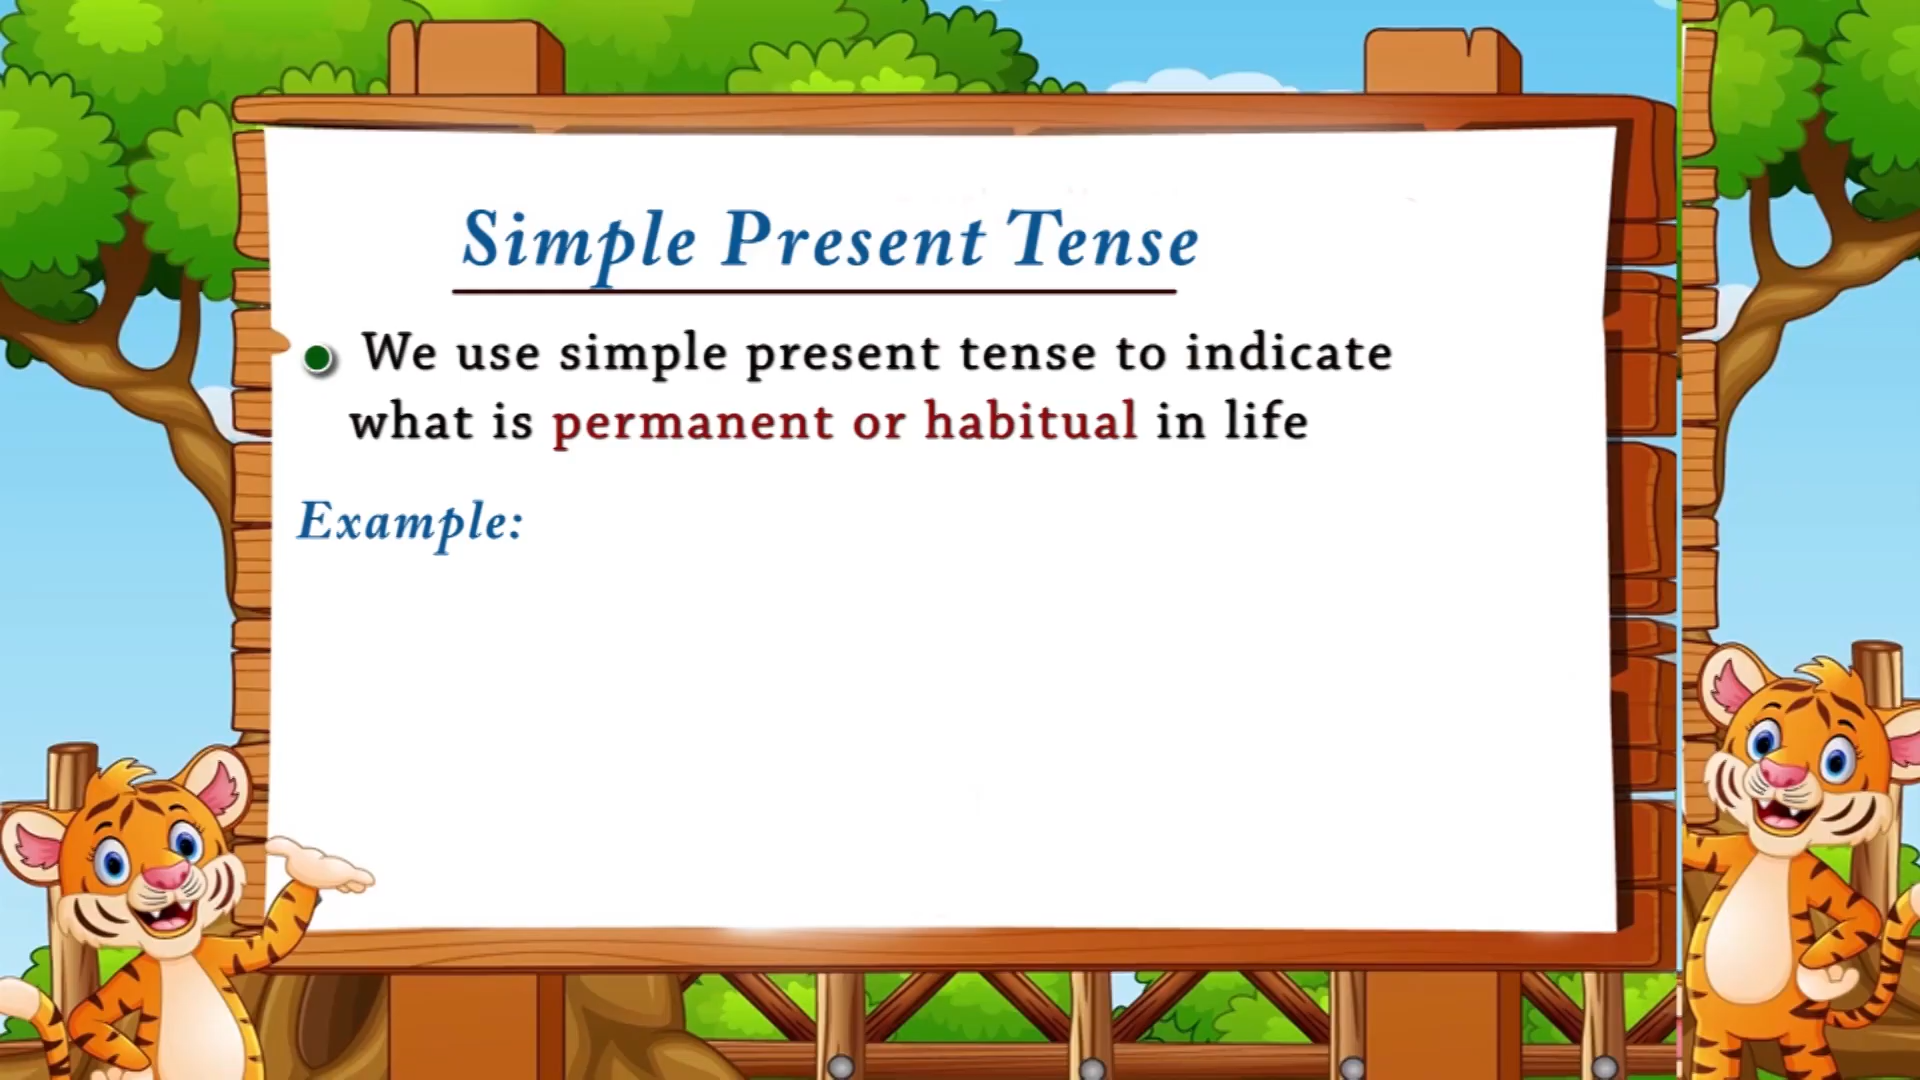 Simple Present Tense
We use simple present tense to indicate
what is permanent or habitual in life
Example: